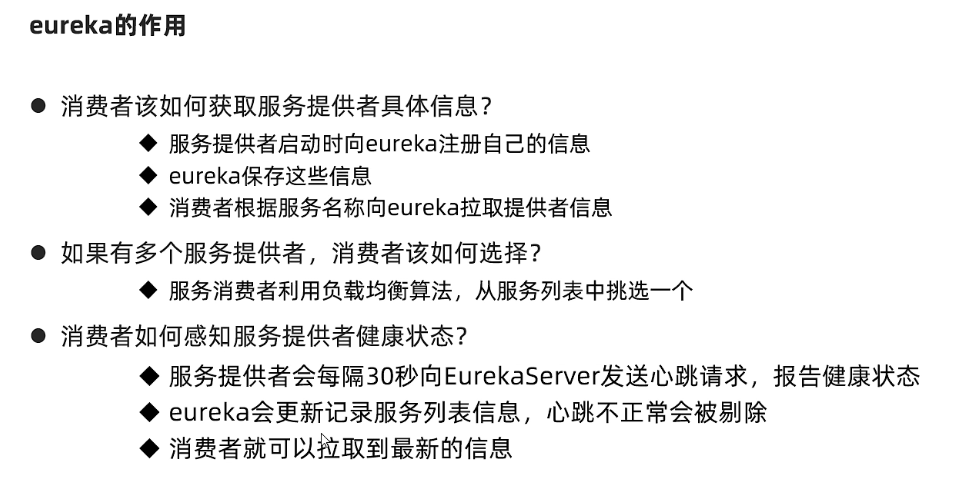 eureka的作用
消费者该如何获取服务提供者具体信息？
服务提供者启动时向eureka注册自己的信息
eureka保存这些信息
消费者根据服务名称向eureka拉取提供者信息
如果有多个服务提供者，消费者该如何选择？
服务消费者利用负载均衡算法，从服务列表中挑选一个
消费者如何感知服务提供者健康状态？
服务提供者会每隔30秒向EurekaServer发送心跳请求，报告健康状态
eureka会更新记录服务列表信息，心跳不正常会被剔除
消费者就可以拉取到最新的信息